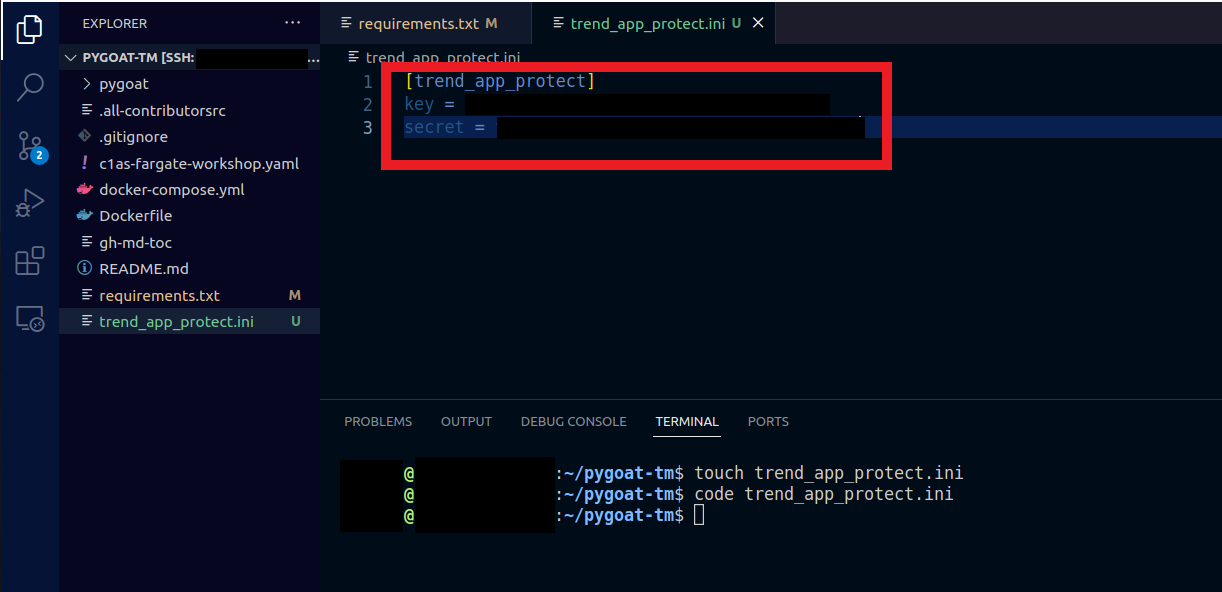 EXPLORER ...
PYGOAT-TM [SSH: ...
pygoat
.all-contributorsrc
.gitignore
! c1as-fargate-workshop.yaml
docker-compose.yml
Dockerfile
gh-md-toc
README.md
requirements.txt M
trend_app_protect.ini U
2
requirements.txt M
trend_app_protect.ini U
trend_app_protect.ini
1 [trend_app_protect]
2 key =
3 secret =
PROBLEMS OUTPUT DEBUG CONSOLE TERMINAL PORTS
@ :~/pygoat-tm$ touch trend_app_protect.ini
@ :~/pygoat-tm$ code trend_app_protect.ini
@ :~/pygoat-tm$